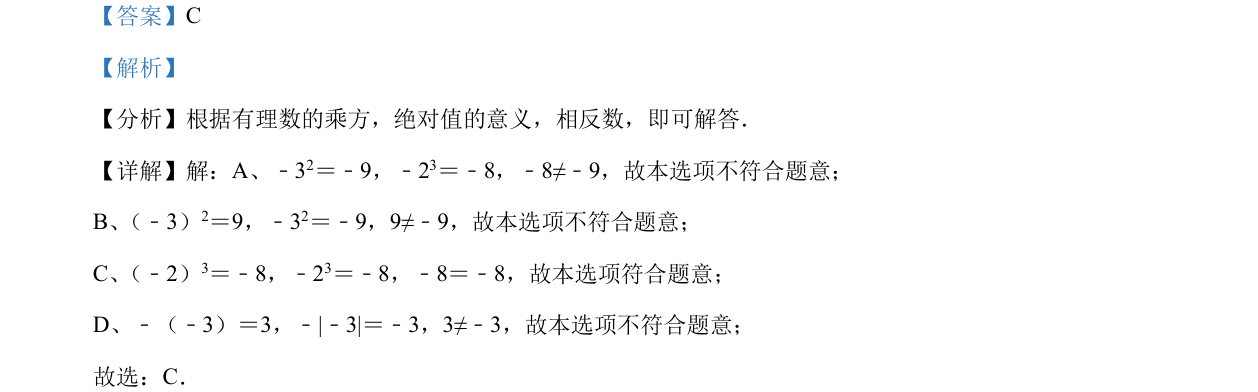 【答案】C
【解析】
【分析】根据有理数的乘方，绝对值的意义，相反数，即可解答．
【详解】解：A、﹣3²＝﹣9，﹣2³＝﹣8，﹣8≠﹣9，故本选项不符合题意；
B、（﹣3）²＝9，﹣3²＝﹣9，9≠﹣9，故本选项不符合题意；
C、（﹣2）³＝﹣8，﹣2³＝﹣8，﹣8＝﹣8，故本选项符合题意；
D、﹣（﹣3）＝3，﹣|﹣3|＝﹣3，3≠﹣3，故本选项不符合题意；
故选：C．